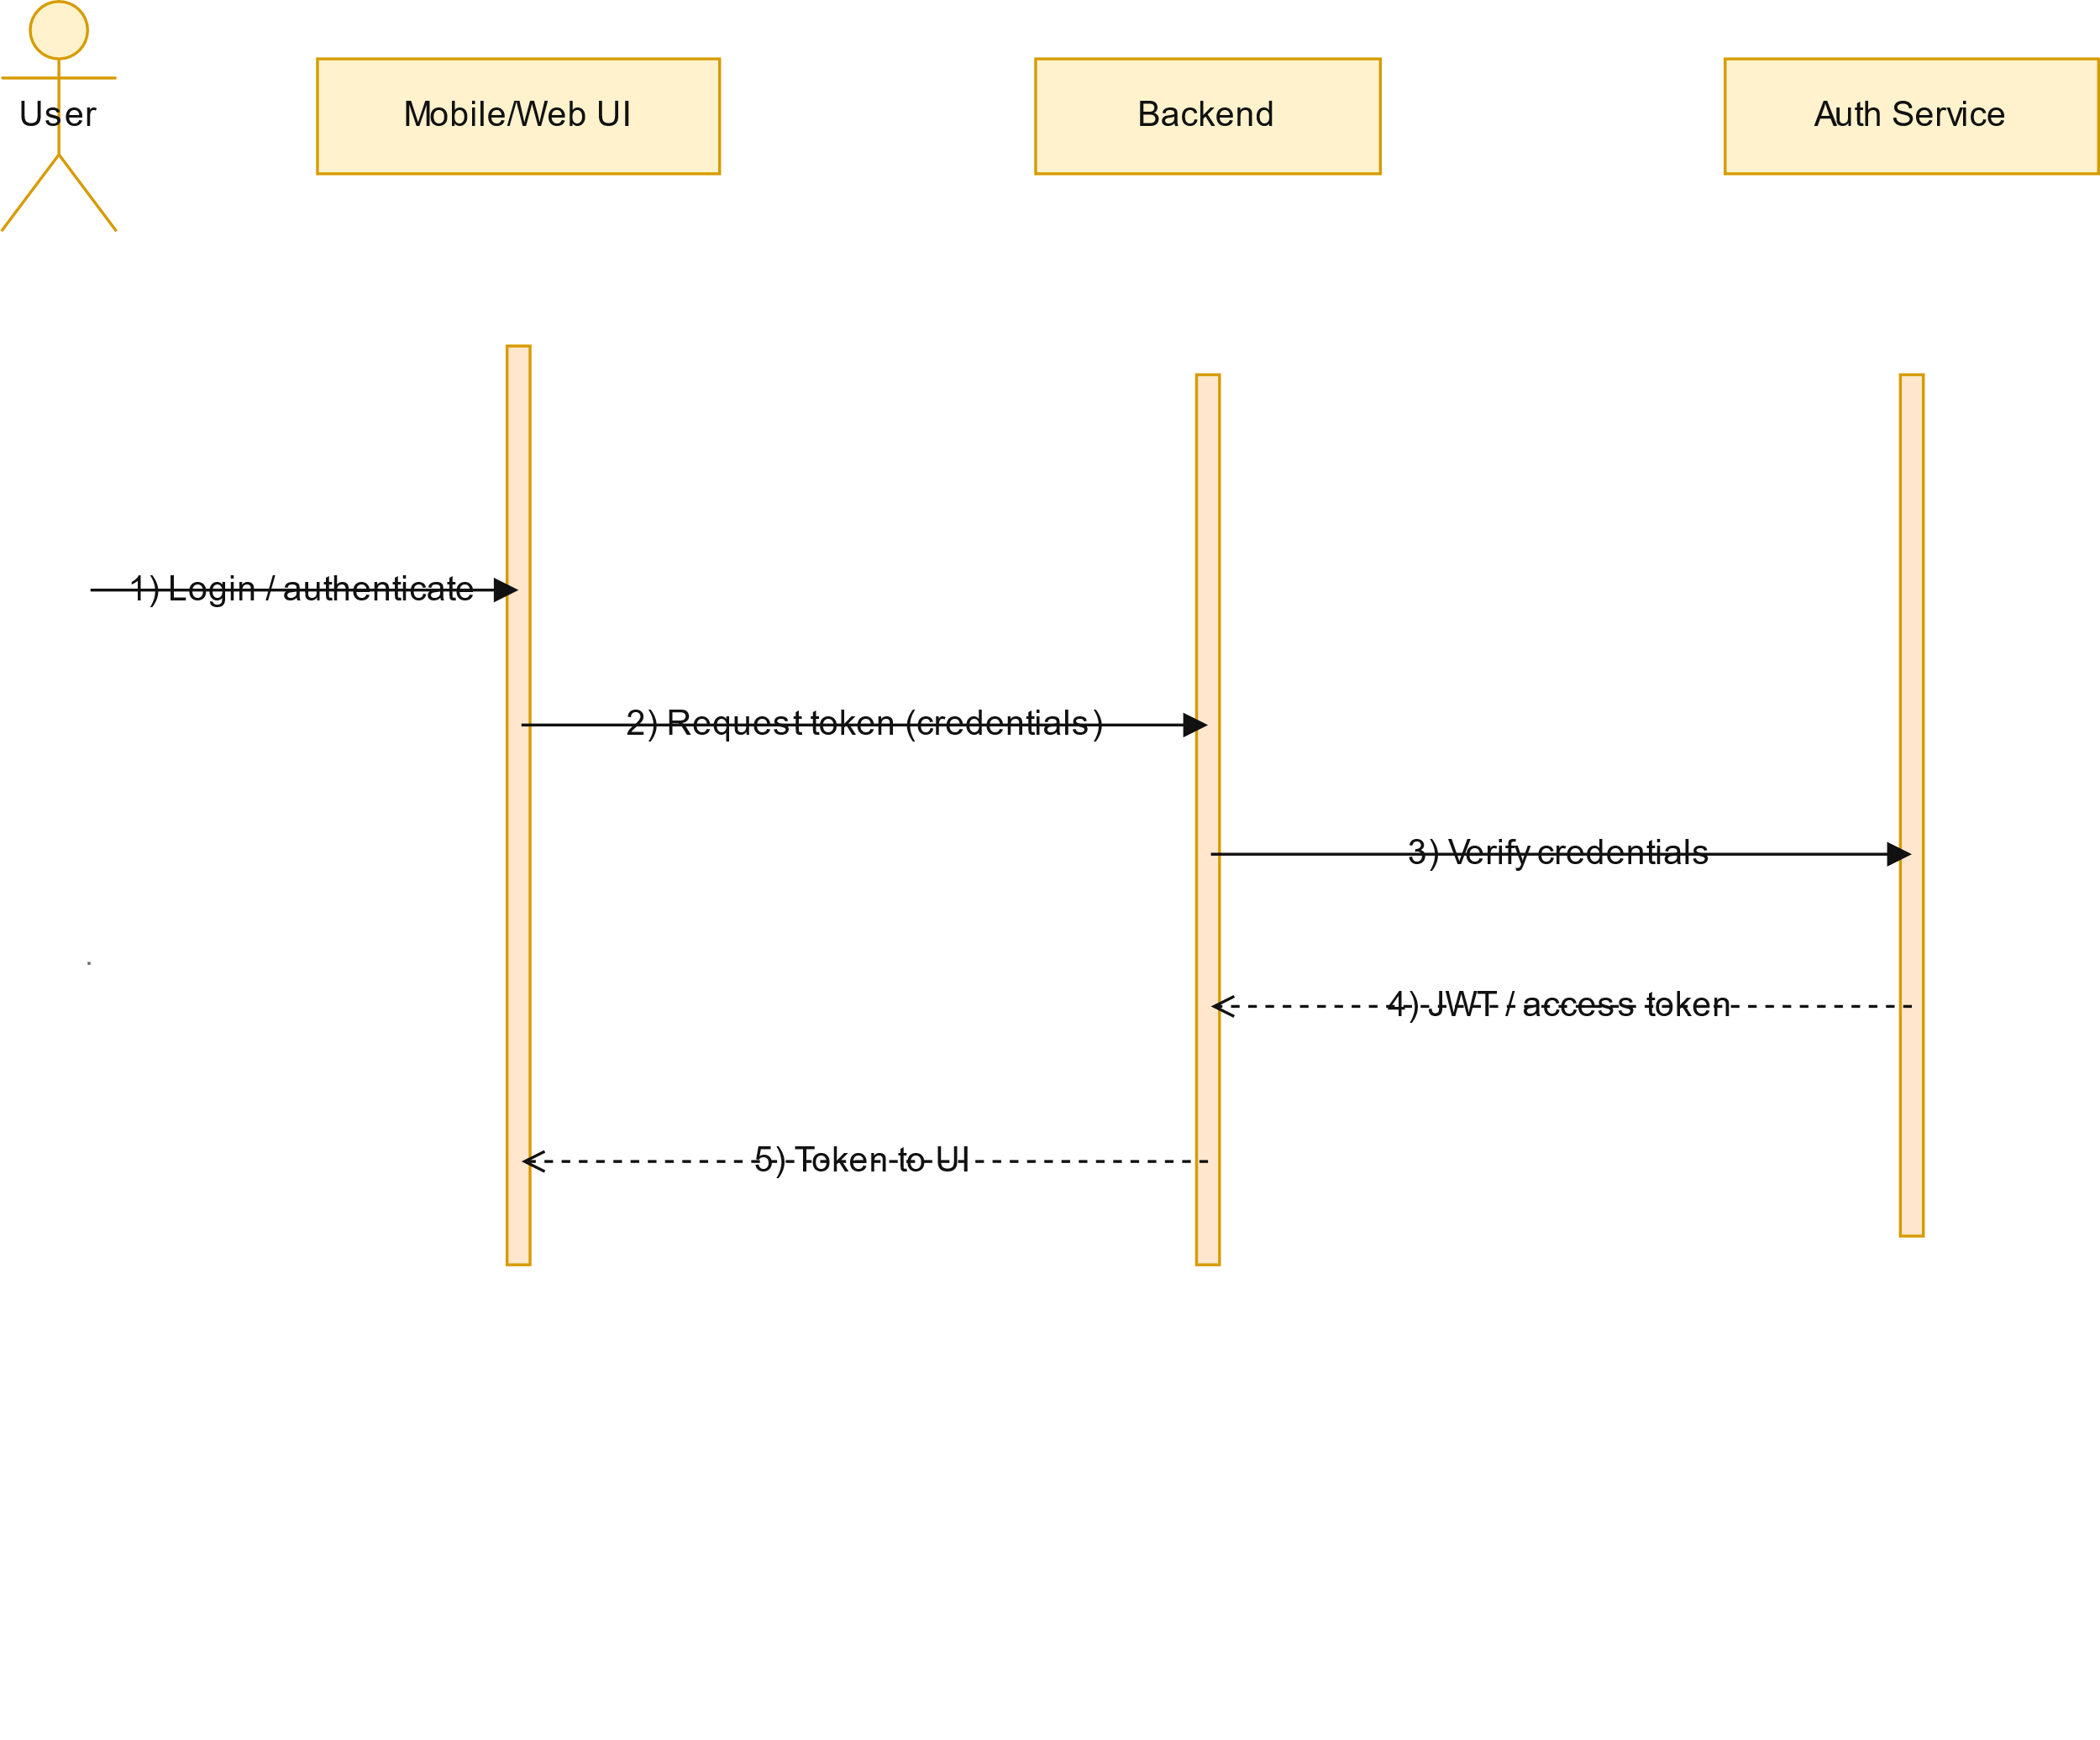 User
Mobile/Web UI
Backend
Auth Service
1) Login / authenticate
2) Request token (credentials)
3) Verify credentials
4) JWT / access token
5) Token to UI